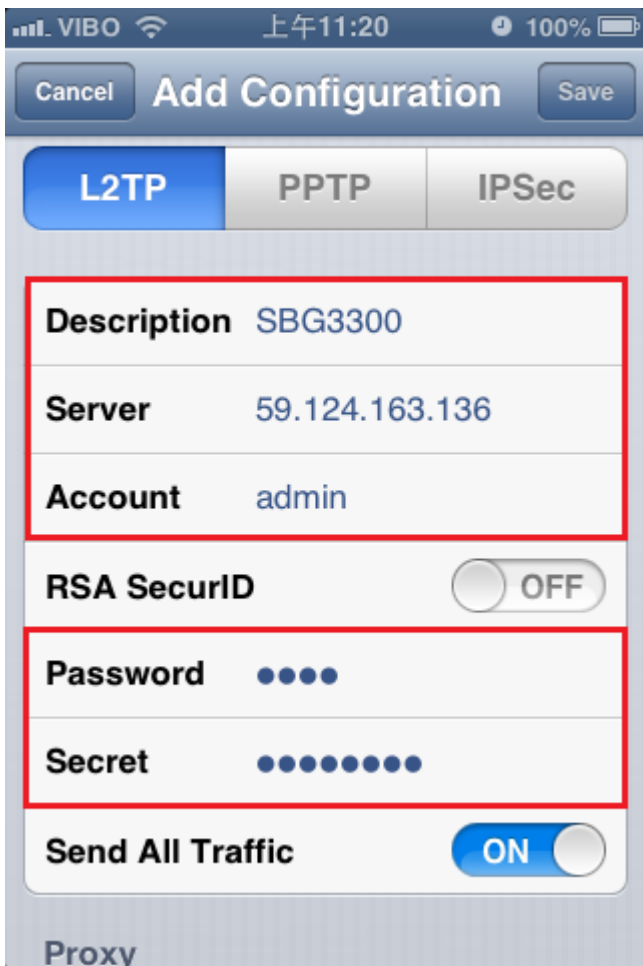 VIBO 上午11:20 100%
Cancel Add Configuration Save
L2TP PPTP IPSec
Description SBG3300
Server 59.124.163.136
Account admin
RSA SecurID OFF
Password ••••
Secret ••••••••
Send All Traffic ON
Proxy